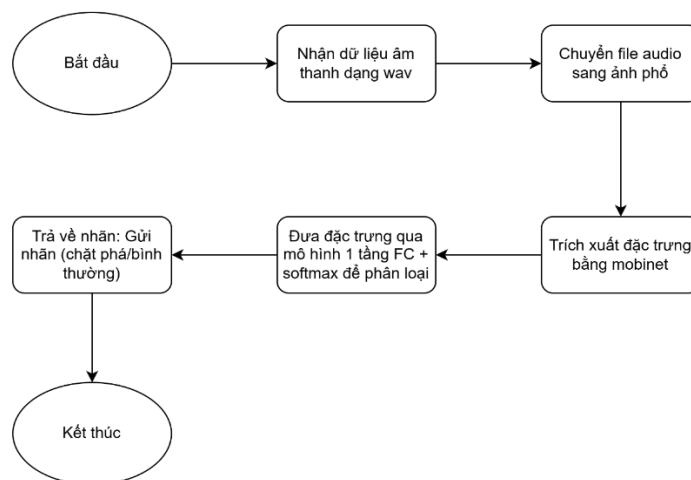 Bắt đầu
Nhận dữ liệu âm
thanh dạng wav
Chuyển file audio
sang ảnh phổ
Trích xuất đặc trưng
bằng mobinet
Đưa đặc trưng qua
mô hình 1 tầng FC +
softmax để phân loại
Trả về nhãn: Gửi
nhãn (chặt phá/bình
thường)
Kết thúc